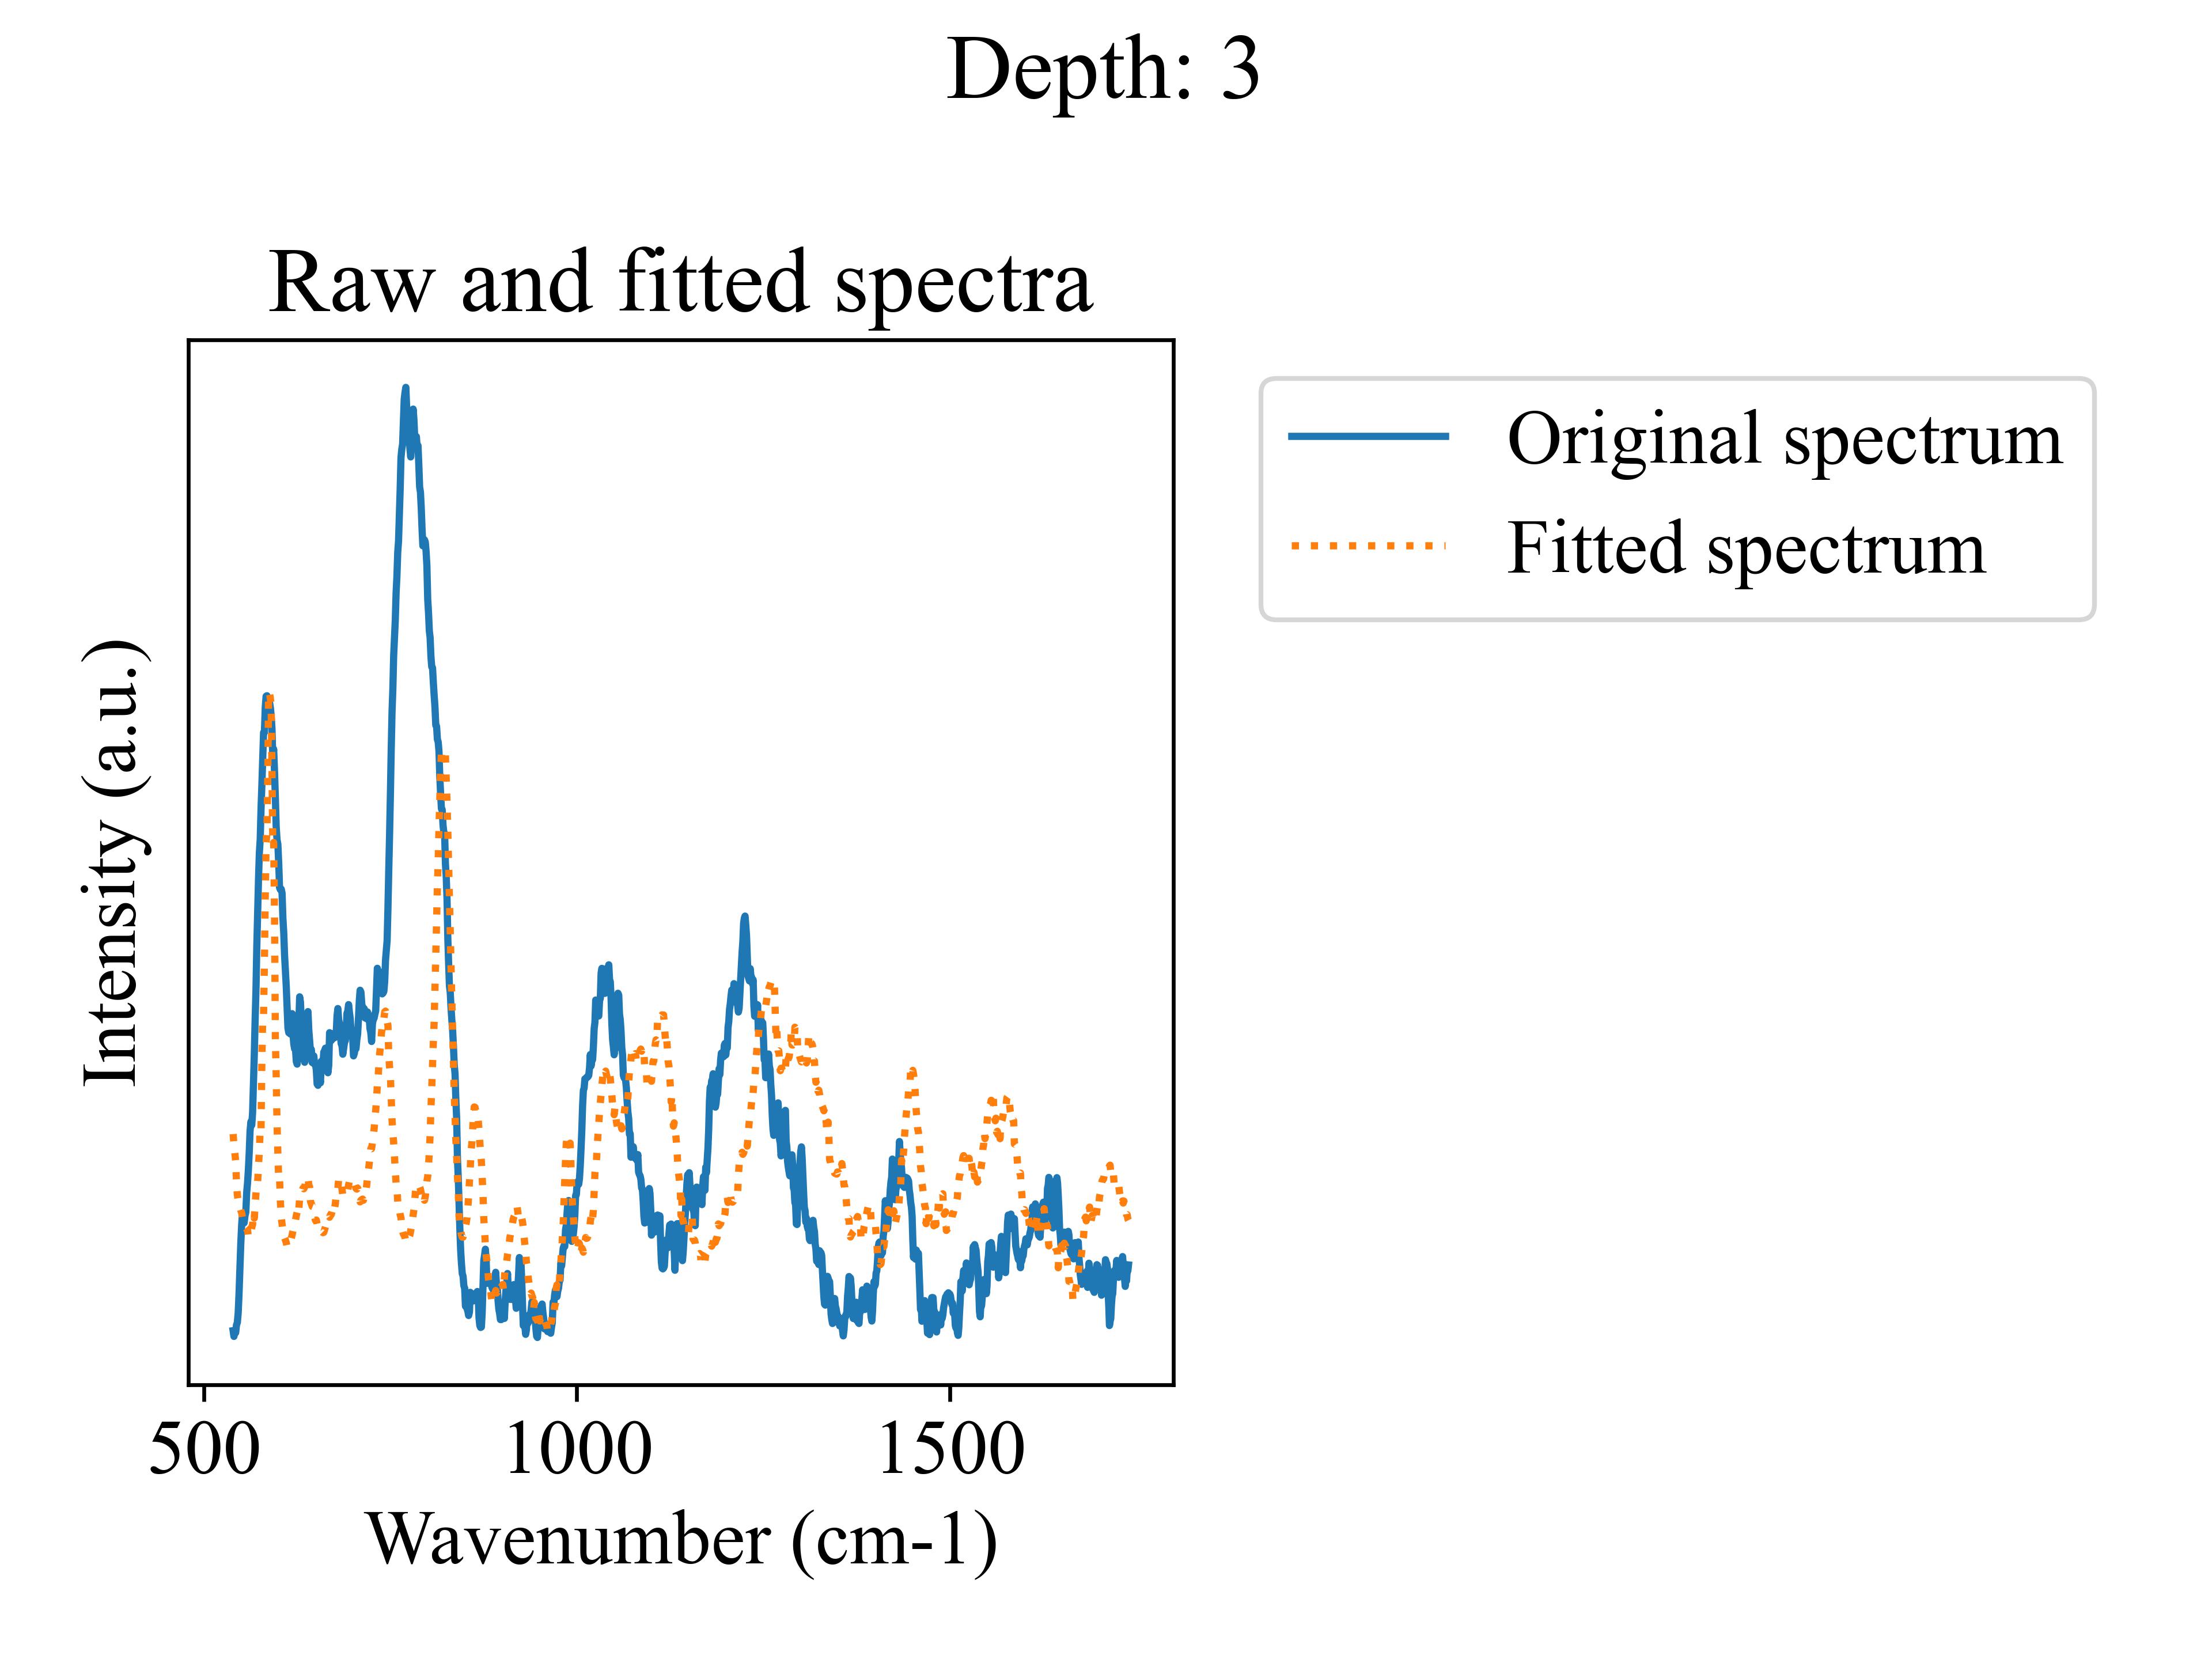 Depth: 3
Raw and fitted spectra
Original spectrum
Fitted spectrum
Intensity (a.u.)
500 1000 1500
Wavenumber (cm-1)